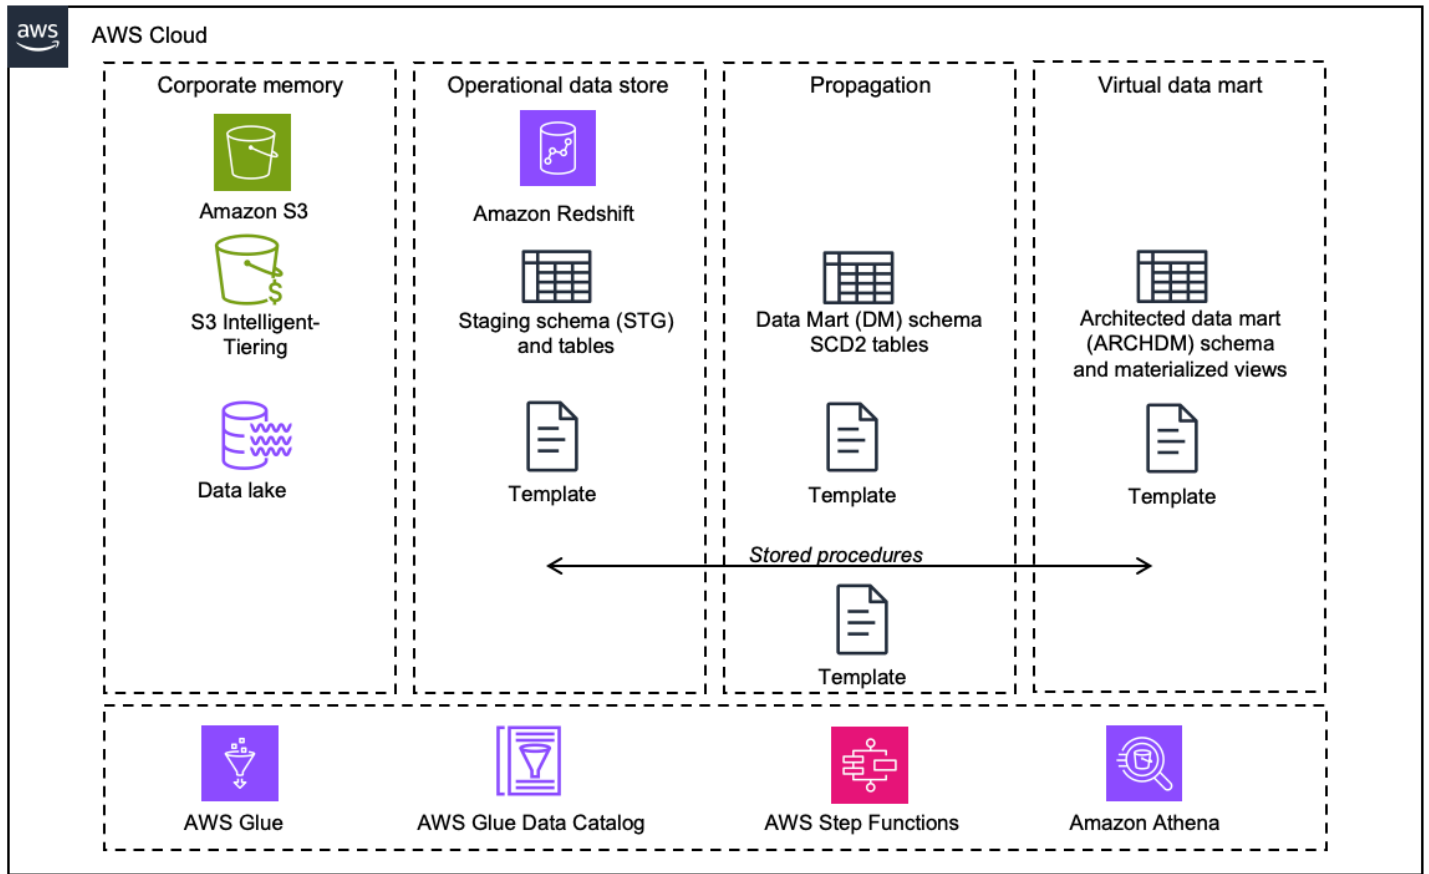 aws
AWS Cloud
Corporate memory
Amazon S3
S3 Intelligent-
Tiering
Data lake
Operational data store
Amazon Redshift
Staging schema (STG)
and tables
Template
Propagation
Data Mart (DM) schema
SCD2 tables
Template
Stored procedures
Template
Virtual data mart
Architected data mart
(ARCHDM) schema
and materialized views
Template
AWS Glue
AWS Glue Data Catalog
AWS Step Functions
Amazon Athena